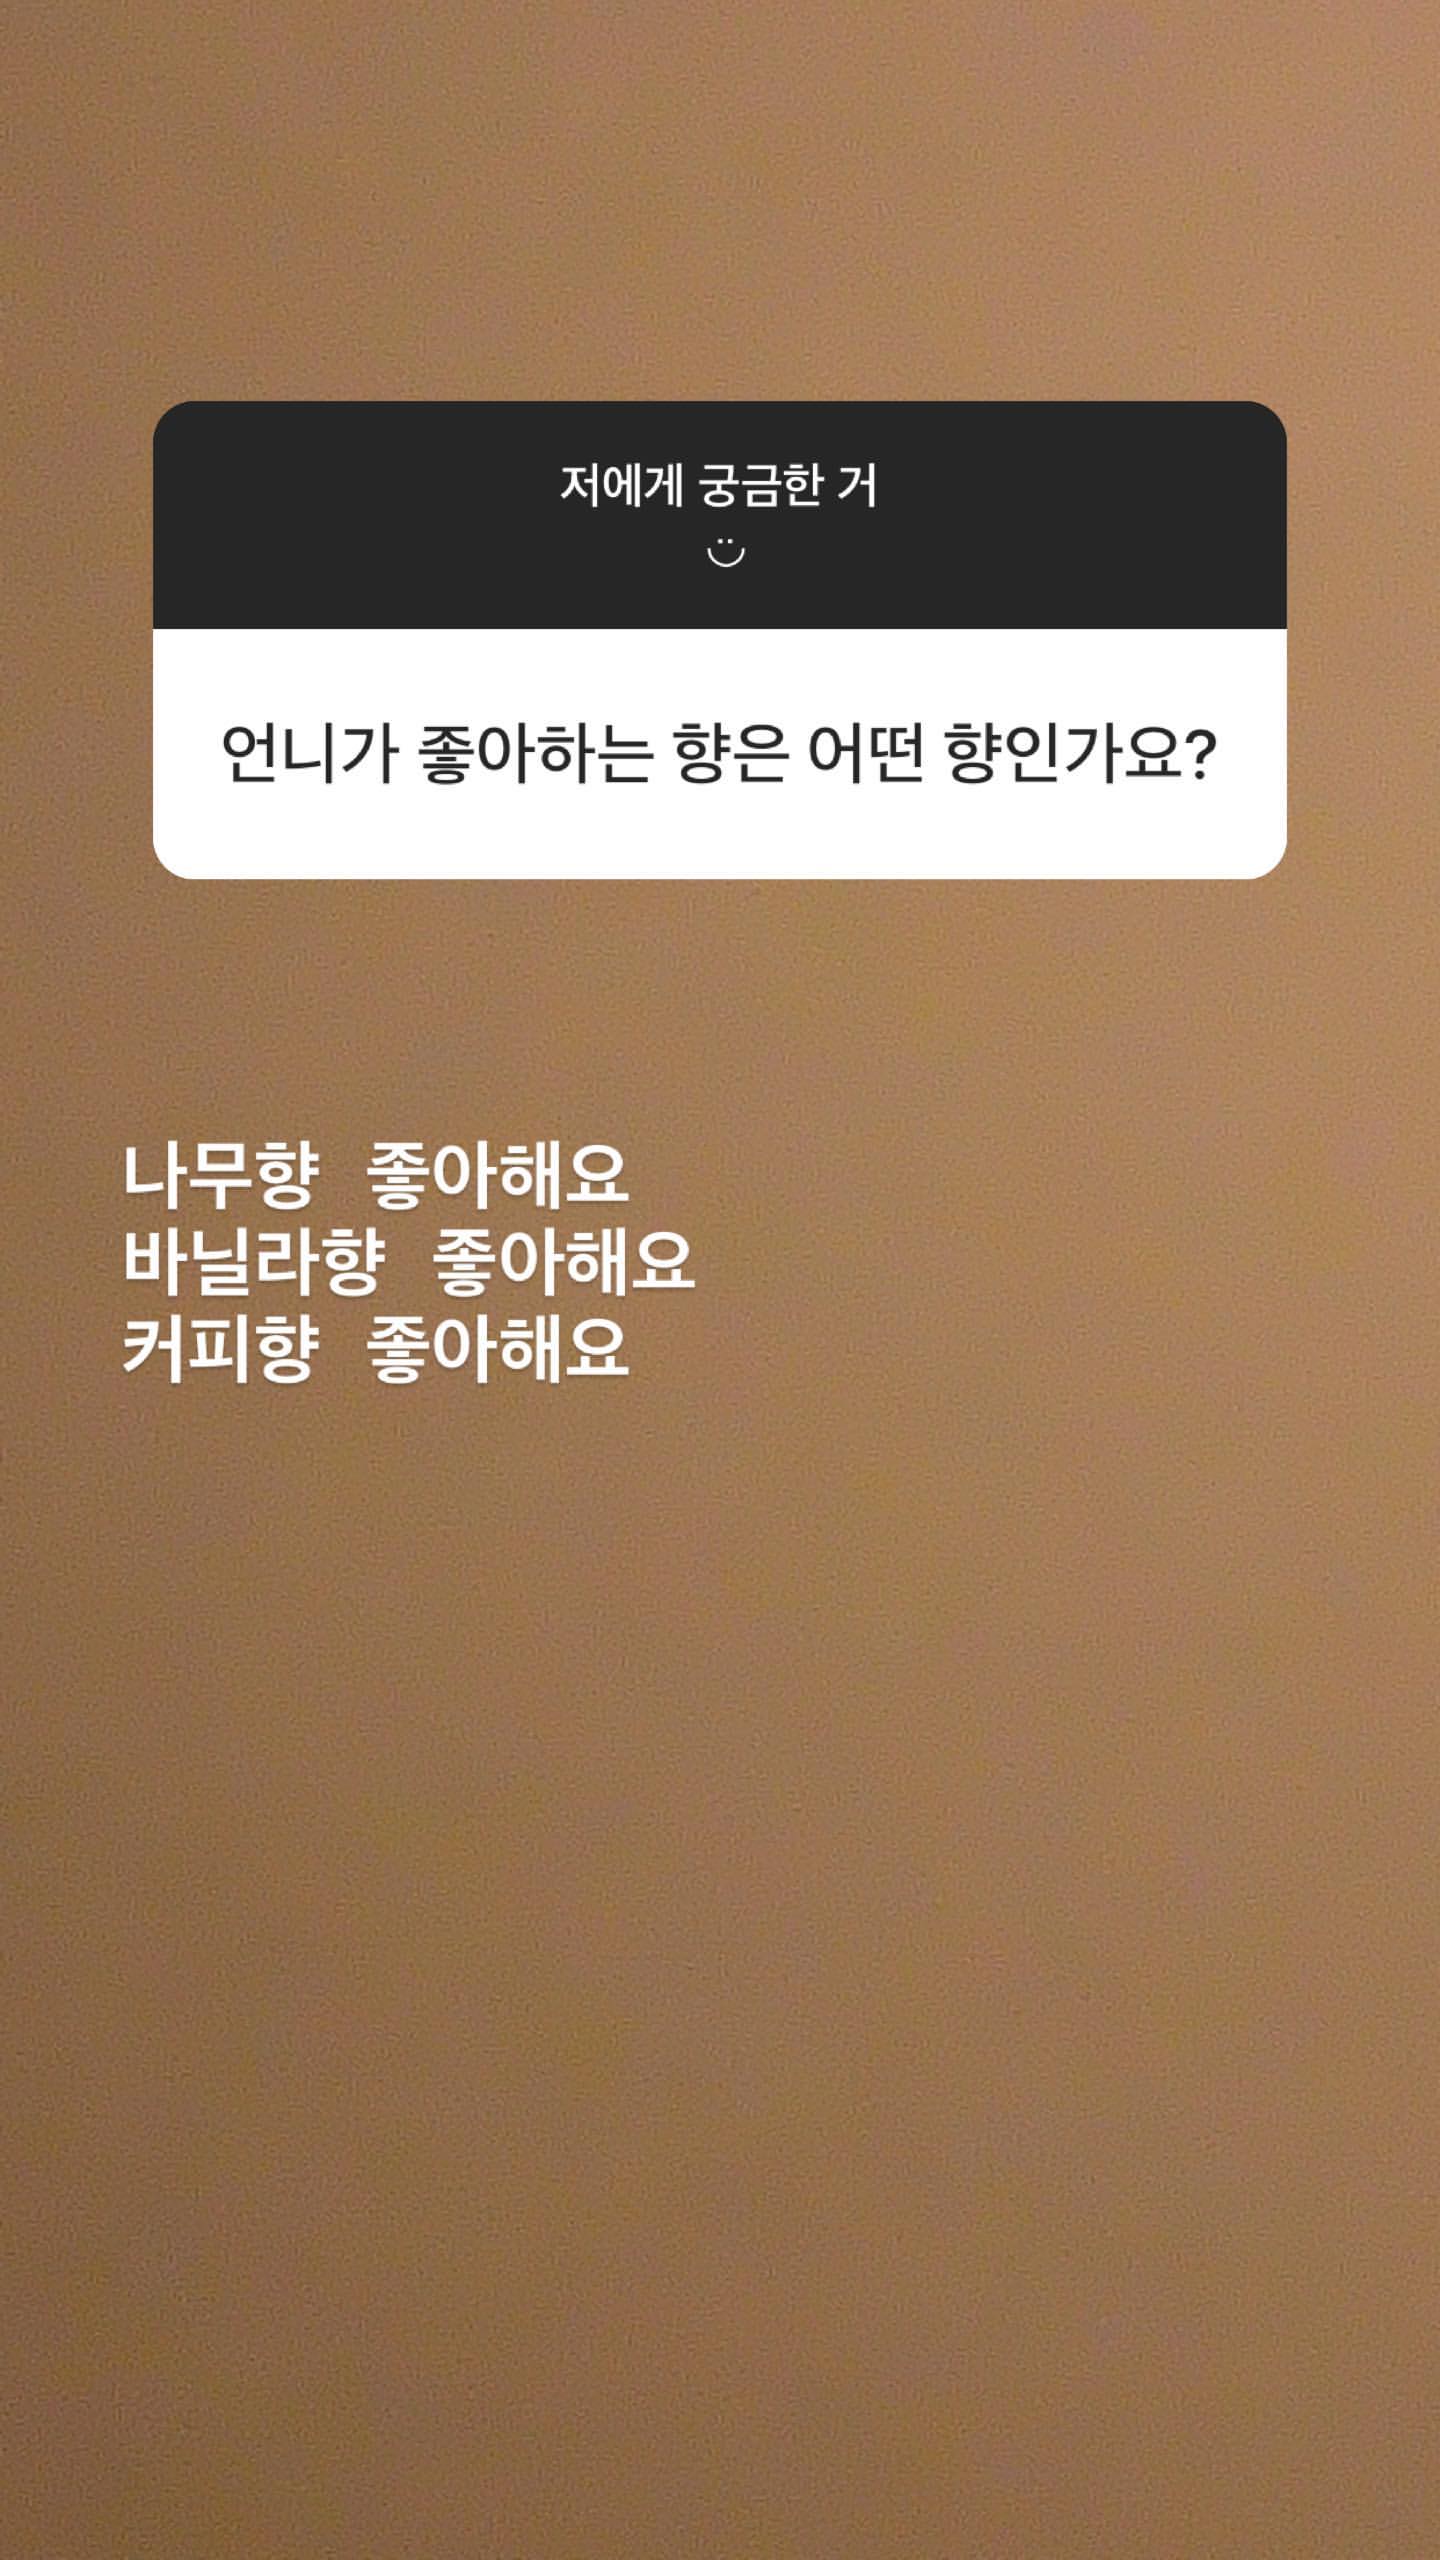 저에게 궁금한 거
언니가 좋아하는 향은 어떤 향인가요?
나무향 좋아해요
바닐라향 좋아해요
커피향 좋아해요